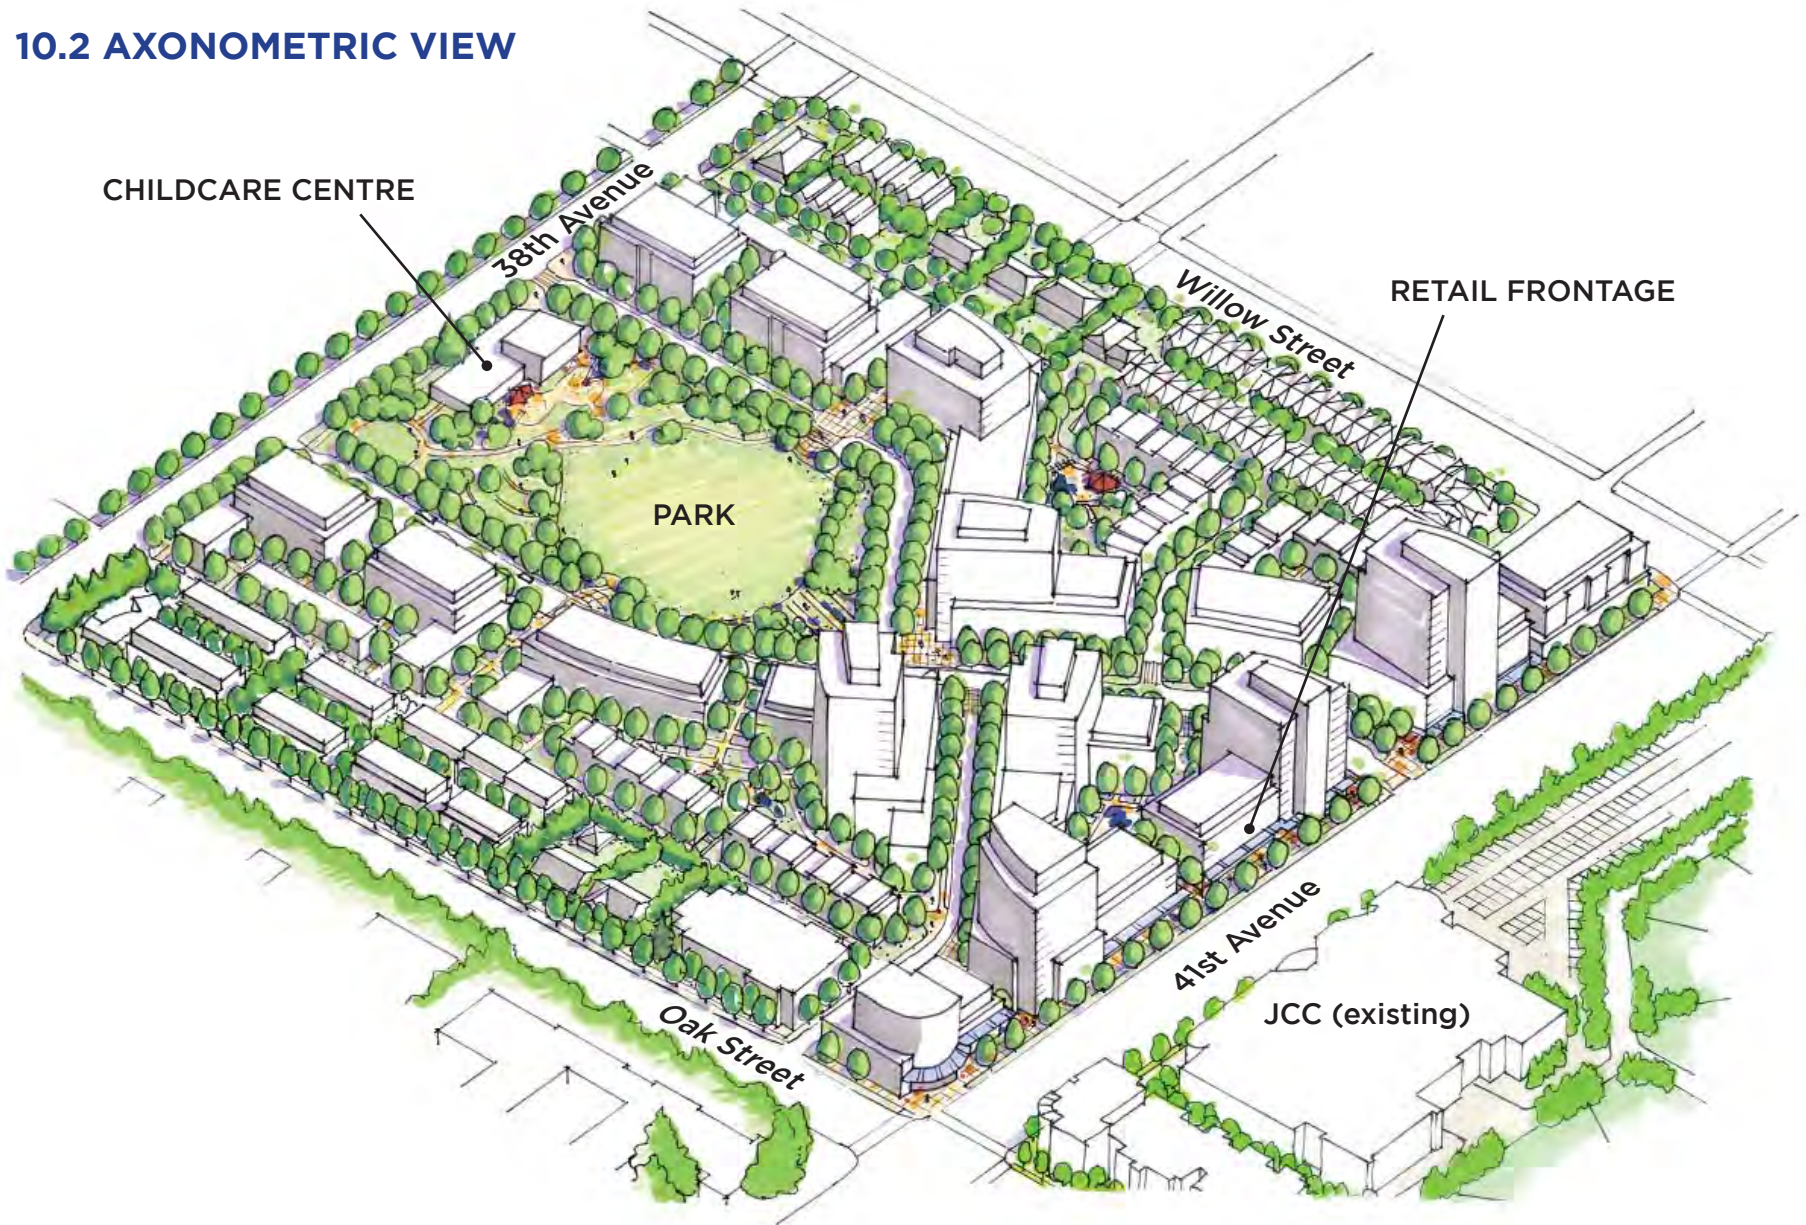 10.2 AXONOMETRIC VIEW
CHILDCARE CENTRE
38th Avenue
Willow Street
RETAIL FRONTAGE
PARK
41st Avenue
Oak Street
JCC (existing)